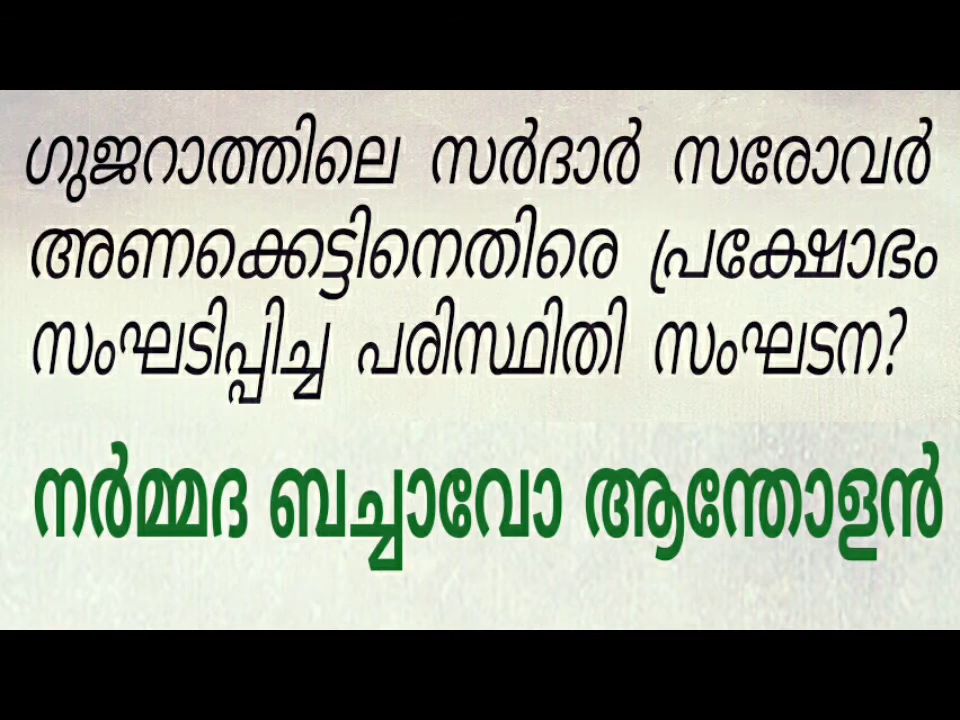 ഗുജറാത്തിലെ സർദാർ സരോവർ
അണക്കെട്ടിനെതിരെ പ്രക്ഷോഭം
സംഘടിപ്പിച്ച പരിസ്ഥിതി സംഘടന?
നർമ്മദ ബച്ചാവോ ആന്തോളൻ